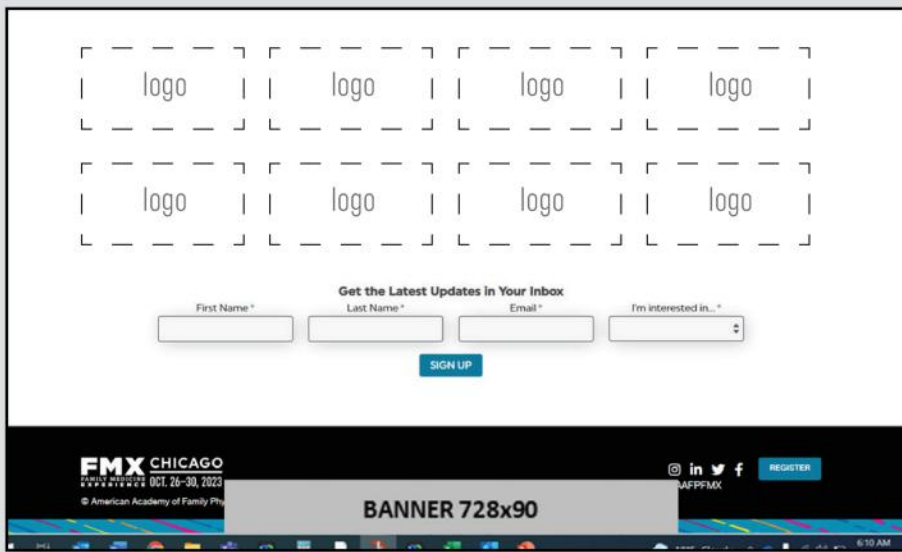 logo logo logo logo
logo logo logo logo
Get the Latest Updates in Your Inbox
First Name * Last Name * Email * I'm interested in... *
SIGN UP
FMX CHICAGO
FAMILY MEDICINE EXPERIENCE OCT. 26-30, 2023
REGISTER
AAFPFMX
© American Academy of Family Phy
BANNER 728x90
6:10 AM